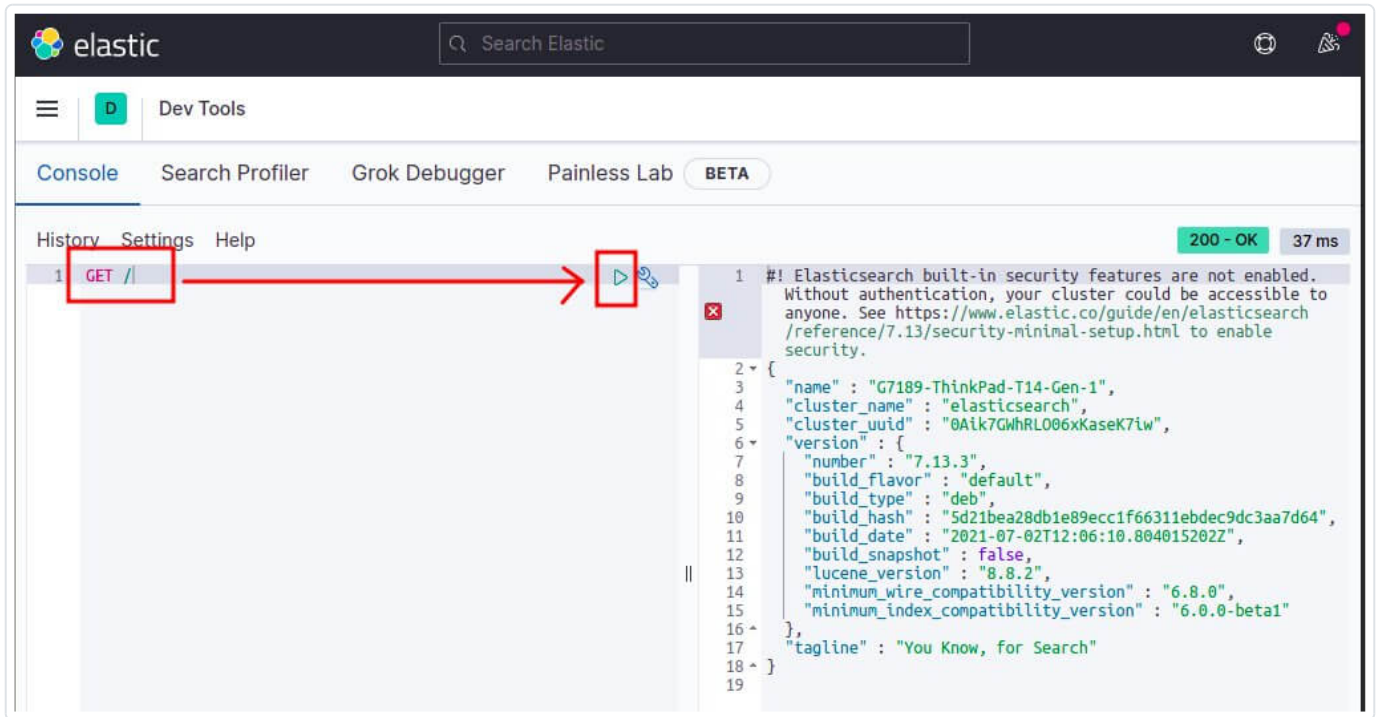 elastic
Search Elastic
D
Dev Tools
Console
Search Profiler
Grok Debugger
Painless Lab
BETA
History
Settings
Help
200 - OK
37 ms
1 GET /
1 #! Elasticsearch built-in security features are not enabled.
Without authentication, your cluster could be accessible to
anyone. See https://www.elastic.co/guide/en/elasticsearch
/reference/7.13/security-minimal-setup.html to enable
security.
2 {
3 "name" : "G7189-ThinkPad-T14-Gen-1",
4 "cluster_name" : "elasticsearch",
5 "cluster_uuid" : "0Aik7GWhRLO06xKaseK7iw",
6 "version" : {
7 "number" : "7.13.3",
8 "build_flavor" : "default",
9 "build_type" : "deb",
10 "build_hash" : "5d21bea28db1e89ecc1f66311ebdec9dc3aa7d64",
11 "build_date" : "2021-07-02T12:06:10.804015202Z",
12 "build_snapshot" : false,
13 "lucene_version" : "8.8.2",
14 "minimum_wire_compatibility_version" : "6.8.0",
15 "minimum_index_compatibility_version" : "6.0.0-beta1"
16 },
17 "tagline" : "You Know, for Search"
18 }
19